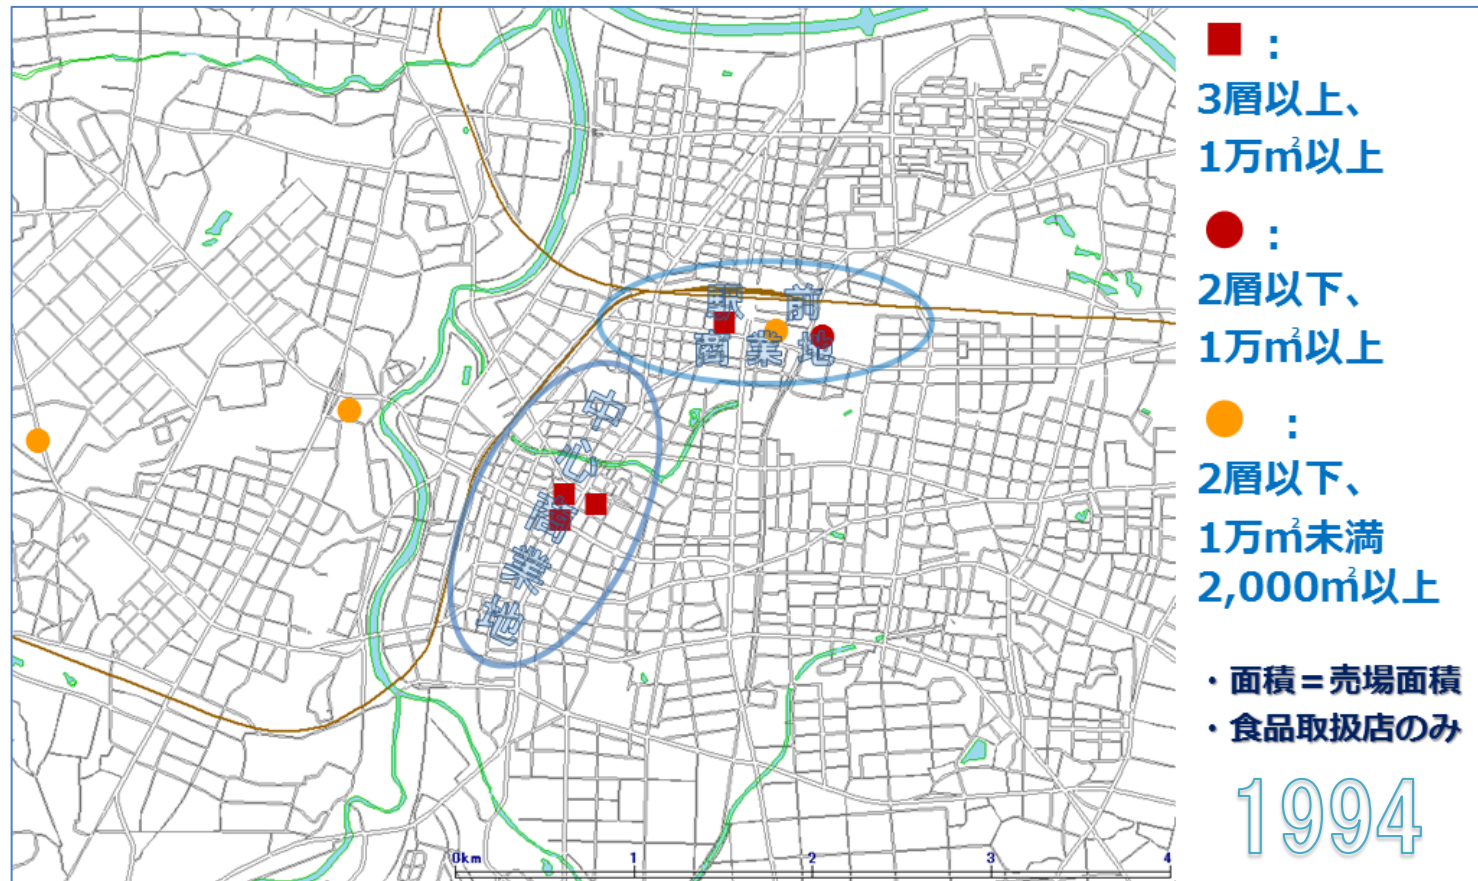 駅前
商業地
中心商業地
0km 1 2 3 4
■ :
3層以上、
1万㎡以上
● :
2層以下、
1万㎡以上
● :
2層以下、
1万㎡未満
2,000㎡以上
・面積＝売場面積
・食品取扱店のみ
1994